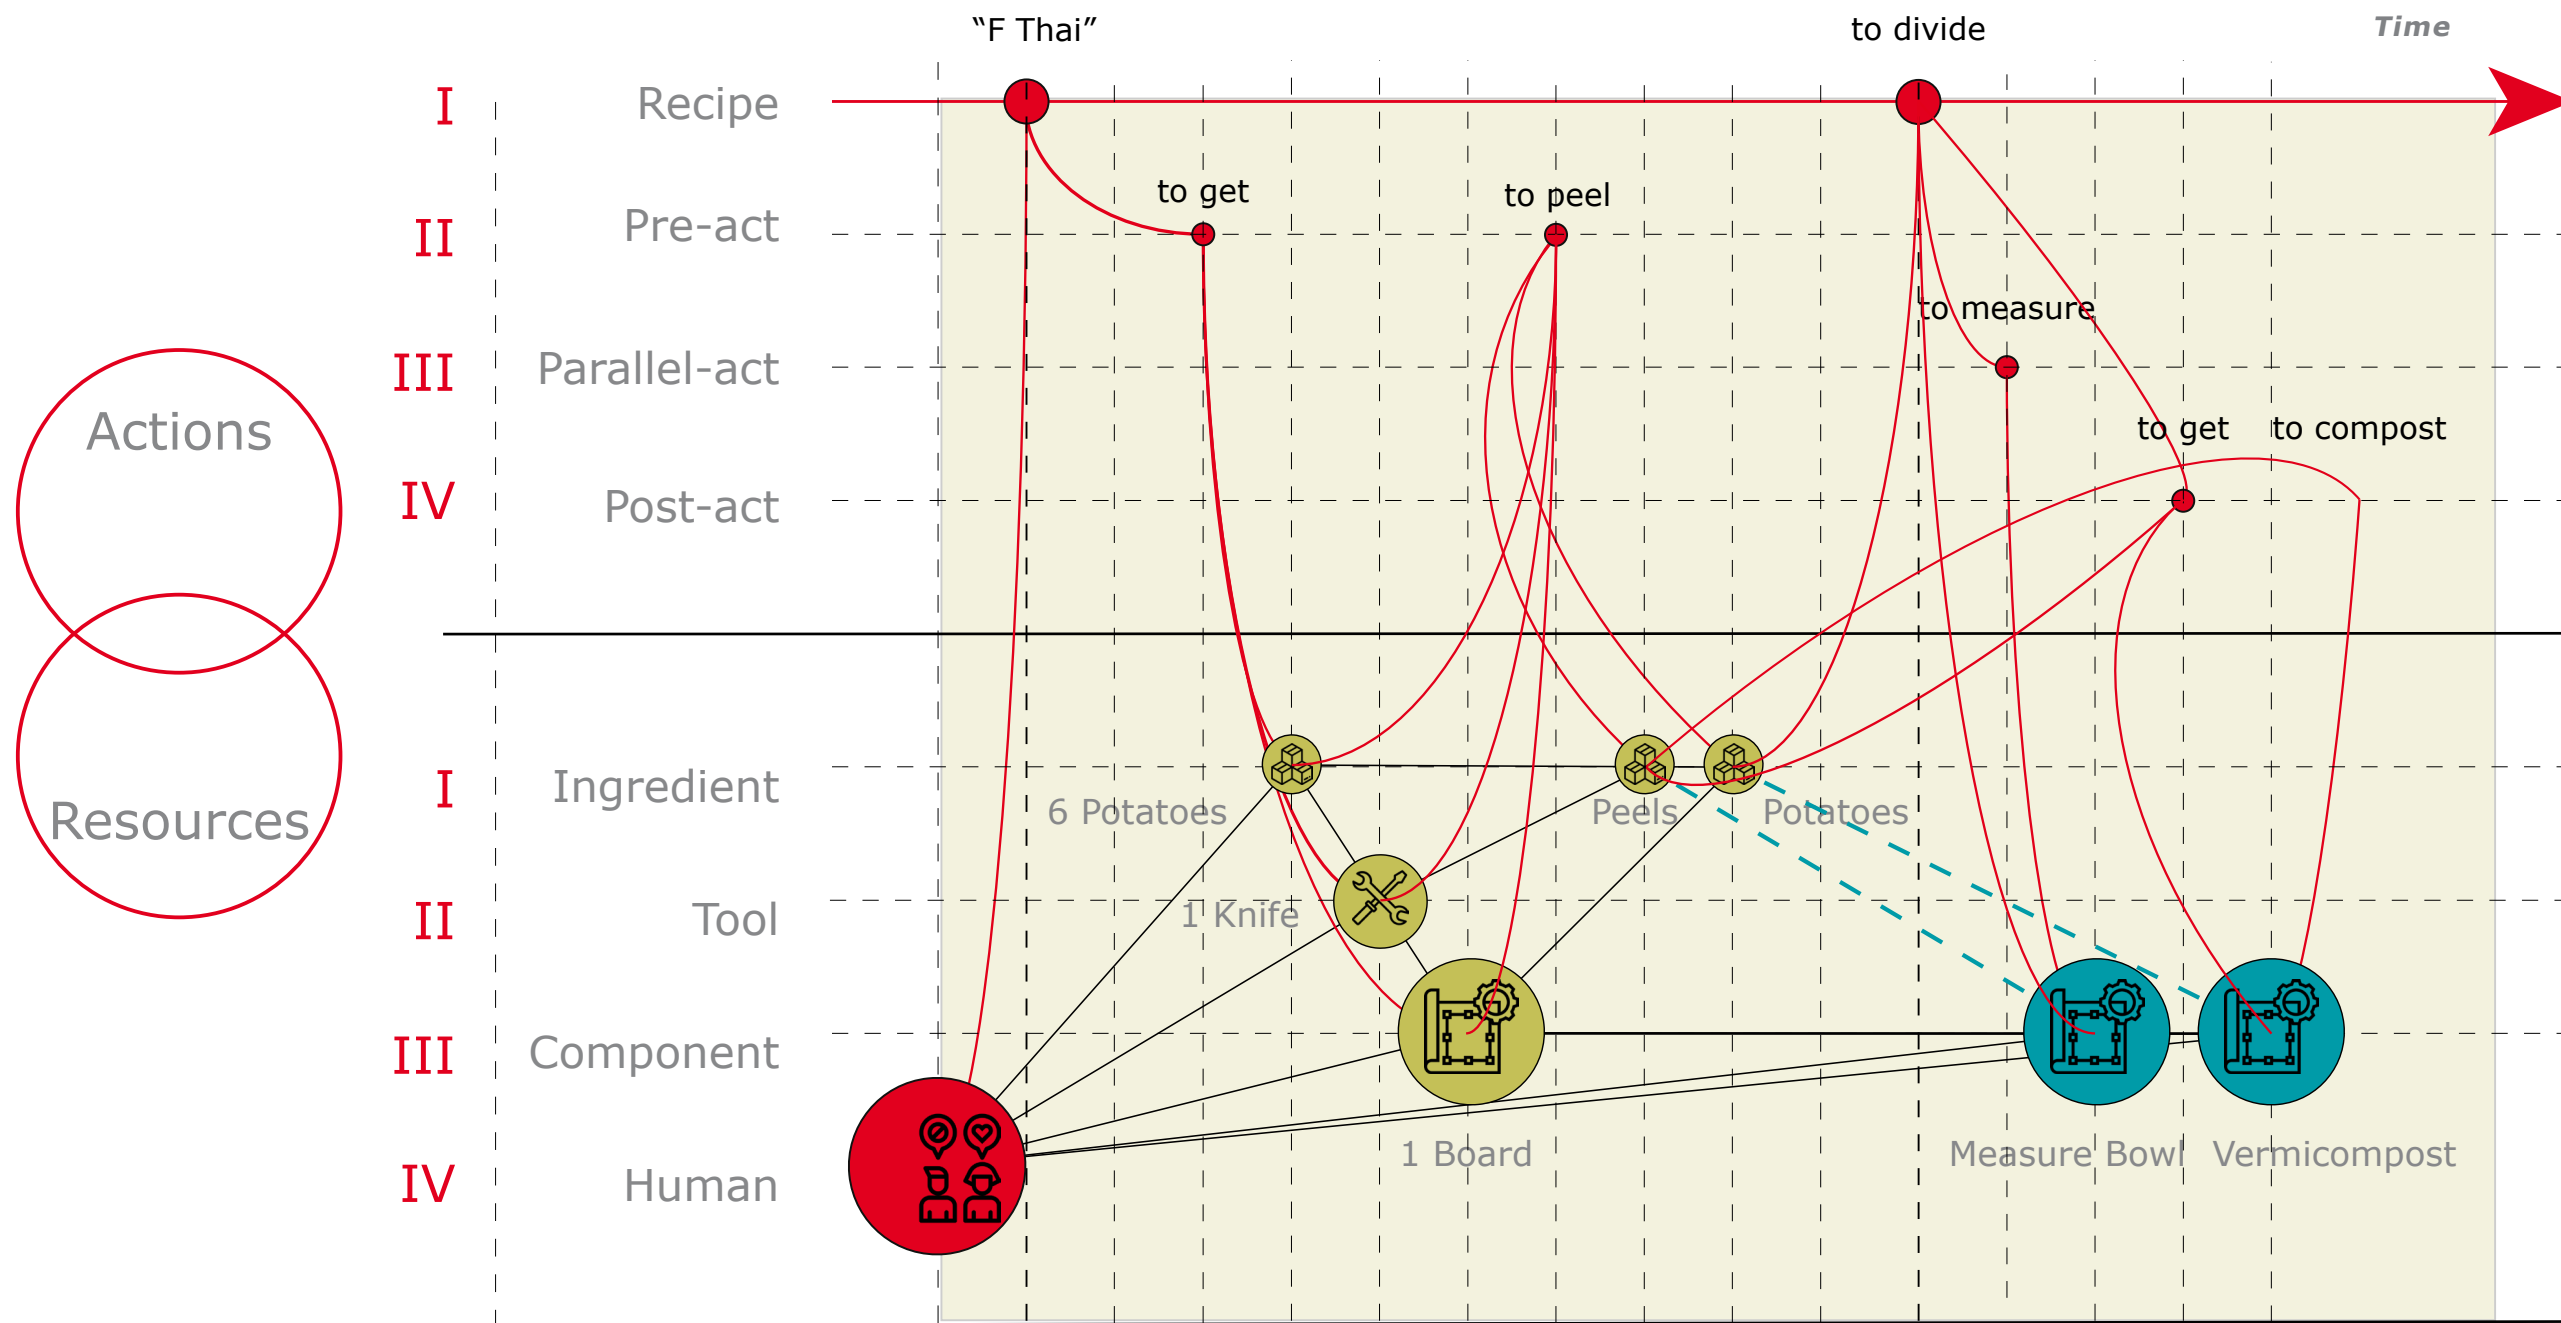 “F Thai”
to divide
Time
I Recipe
II Pre-act
to get
to peel
III Parallel-act
to measure
Actions
IV Post-act
to get
to compost
Resources
I Ingredient
6 Potatoes
Peels
Potatoes
II Tool
1 Knife
III Component
1 Board
Measure Bowl
Vermicompost
IV Human